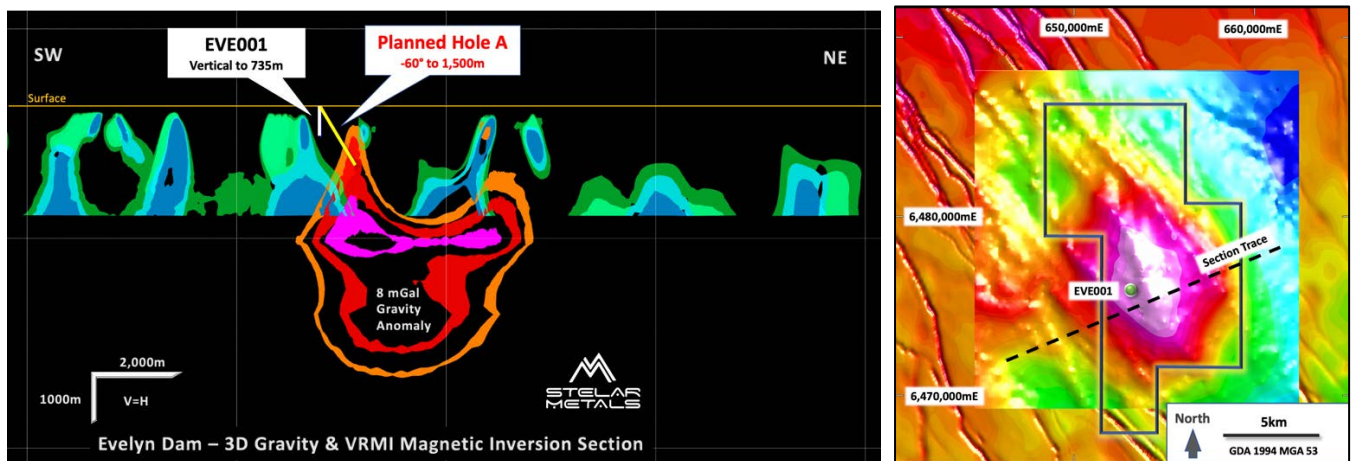 SW
EVE001
Vertical to 735m
Planned Hole A
-60° to 1,500m
NE
Surface
8 mGal
Gravity
Anomaly
2,000m
1000m
V=H
STELAR
METALS
Evelyn Dam – 3D Gravity & VRMI Magnetic Inversion Section
650,000mE
660,000mE
6,480,000mE
Section Trace
EVE001
6,470,000mE
North
5km
GDA 1994 MGA 53